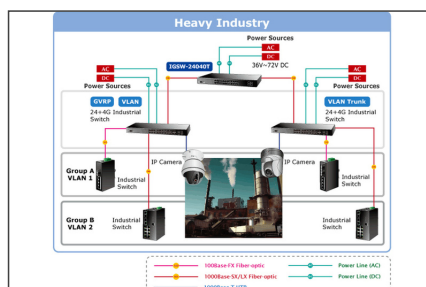 Heavy Industry
Power Sources
AC
DC
36V~72V DC
IGSW-24040T
AC
DC
Power Sources
AC
DC
Power Sources
GVRP VLAN
24+4G Industrial
Switch
VLAN Trunk
24+4G Industrial
Switch
Group A
VLAN 1
Industrial
Switch
IP Camera
IP Camera
Industrial
Switch
Group B
VLAN 2
Industrial
Switch
Industrial
Switch
100Base-FX Fiber-optic
Power Line (AC)
1000Base SX/LX Fiber-optic
Power Line (DC)
1000Base-T UTP